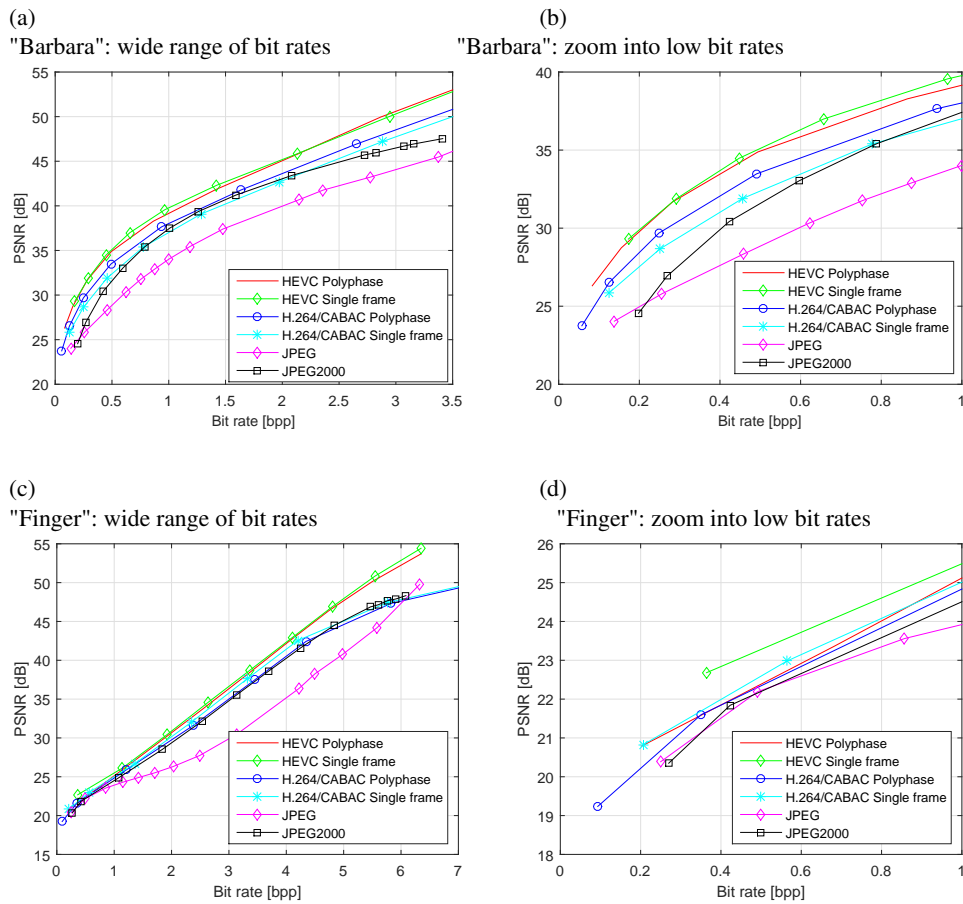 (a)
"Barbara": wide range of bit rates
55
50
45
40
35
30
25
20
PSNR [dB]
0 0.5 1 1.5 2 2.5 3 3.5
Bit rate [bpp]
HEVC Polyphase
HEVC Single frame
H.264/CABAC Polyphase
H.264/CABAC Single frame
JPEG
JPEG2000
(b)
"Barbara": zoom into low bit rates
40
35
30
25
20
PSNR [dB]
0 0.2 0.4 0.6 0.8 1
Bit rate [bpp]
HEVC Polyphase
HEVC Single frame
H.264/CABAC Polyphase
H.264/CABAC Single frame
JPEG
JPEG2000
(c)
"Finger": wide range of bit rates
55
50
45
40
35
30
25
20
15
PSNR [dB]
0 1 2 3 4 5 6 7
Bit rate [bpp]
HEVC Polyphase
HEVC Single frame
H.264/CABAC Polyphase
H.264/CABAC Single frame
JPEG
JPEG2000
(d)
"Finger": zoom into low bit rates
26
25
24
23
22
21
20
19
18
PSNR [dB]
0 0.2 0.4 0.6 0.8 1
Bit rate [bpp]
HEVC Polyphase
HEVC Single frame
H.264/CABAC Polyphase
H.264/CABAC Single frame
JPEG
JPEG2000